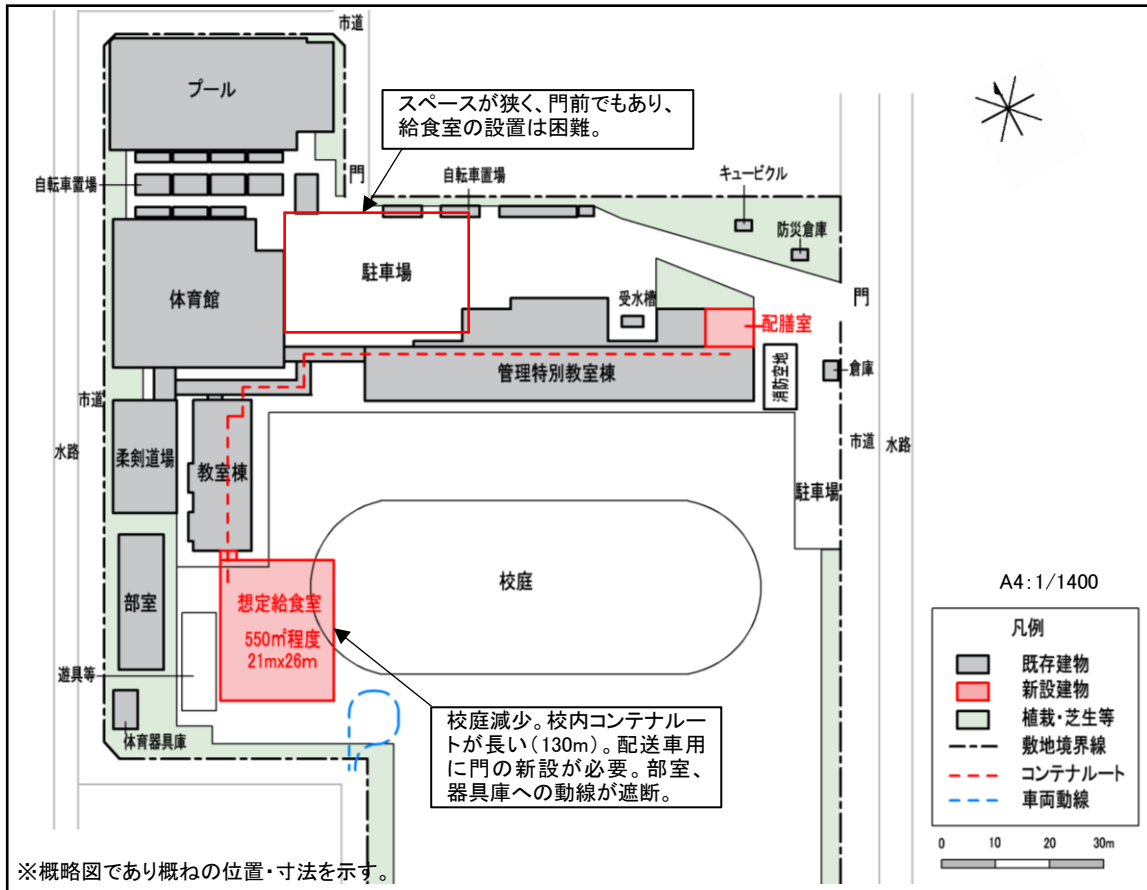 市道
プール
スペースが狭く、門前でもあり、
給食室の設置は困難。
自転車置場
門
自転車置場
キュービクル
防災倉庫
駐車場
体育館
受水槽
門
配膳室
管理特別教室棟
消防空地
倉庫
市道
水路
柔剣道場
教室棟
市道
水路
駐車場
校庭
A4:1/1400
部室
想定給食室
550㎡程度
21mx26m
遊具等
体育器具庫
校庭減少。校内コンテナルー
トが長い(130m)。配送車用
に門の新設が必要。部室、
器具庫への動線が遮断。
凡例
既存建物
新設建物
植栽・芝生等
敷地境界線
コンテナルート
車両動線
0 10 20 30m
※概略図であり概ねの位置・寸法を示す。